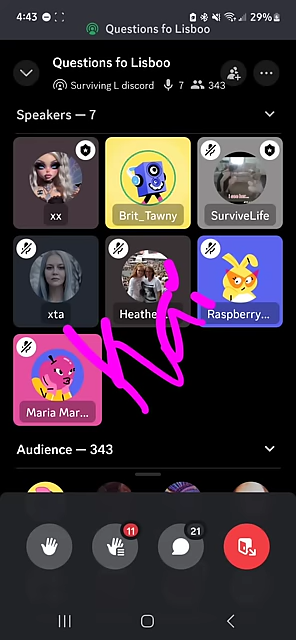 4:43
29%
Questions fo Lisboo
Questions fo Lisboo
Surviving L discord 7 343
Speakers — 7
xx
Brit_Tawny
SurviveLife
xta
Heathe
Raspberry...
Maria Mar...
Audience — 343
11
21